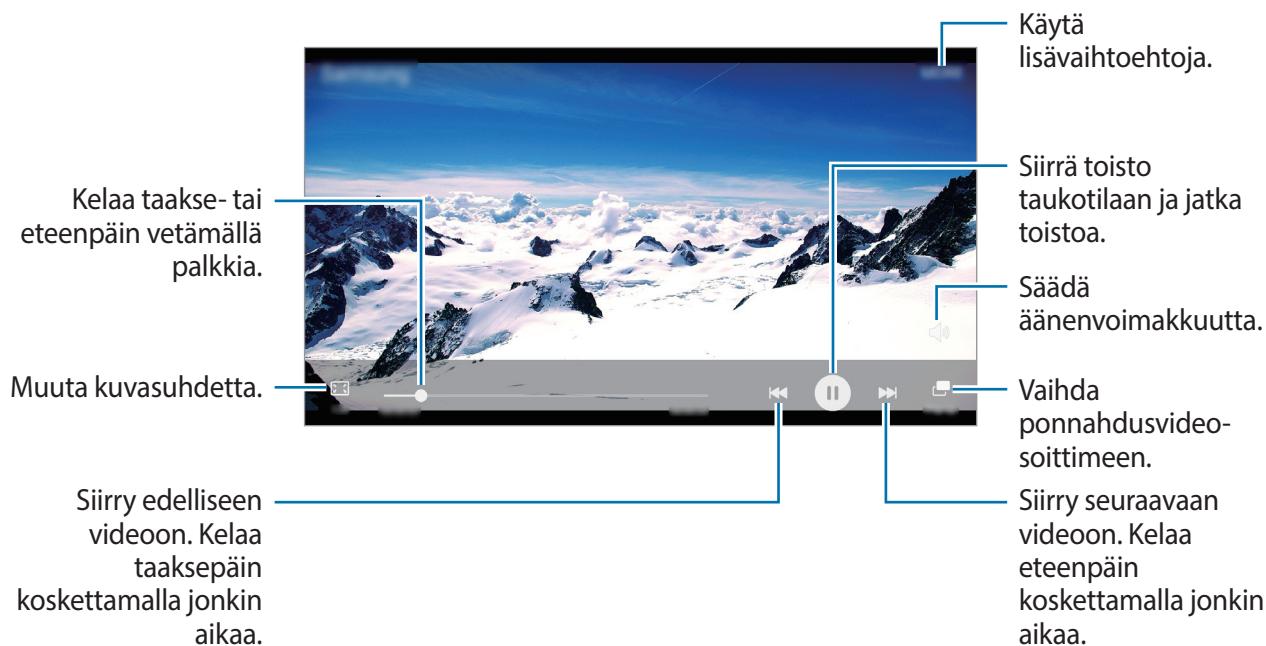 Käytä
lisävaihtoehtoja.
Siirrä toisto
taukotilaan ja jatka
toistoa.
Kelaa taakse- tai
eteenpäin vetämällä
palkkia.
Säädä
äänenvoimakkuutta.
Muuta kuvasuhdetta.
Vaihda
ponnahdusvideo-
soittimeen.
Siirry edelliseen
videoon. Kelaa
taaksepäin
koskettamalla jonkin
aikaa.
Siirry seuraavaan
videoon. Kelaa
eteenpäin
koskettamalla jonkin
aikaa.